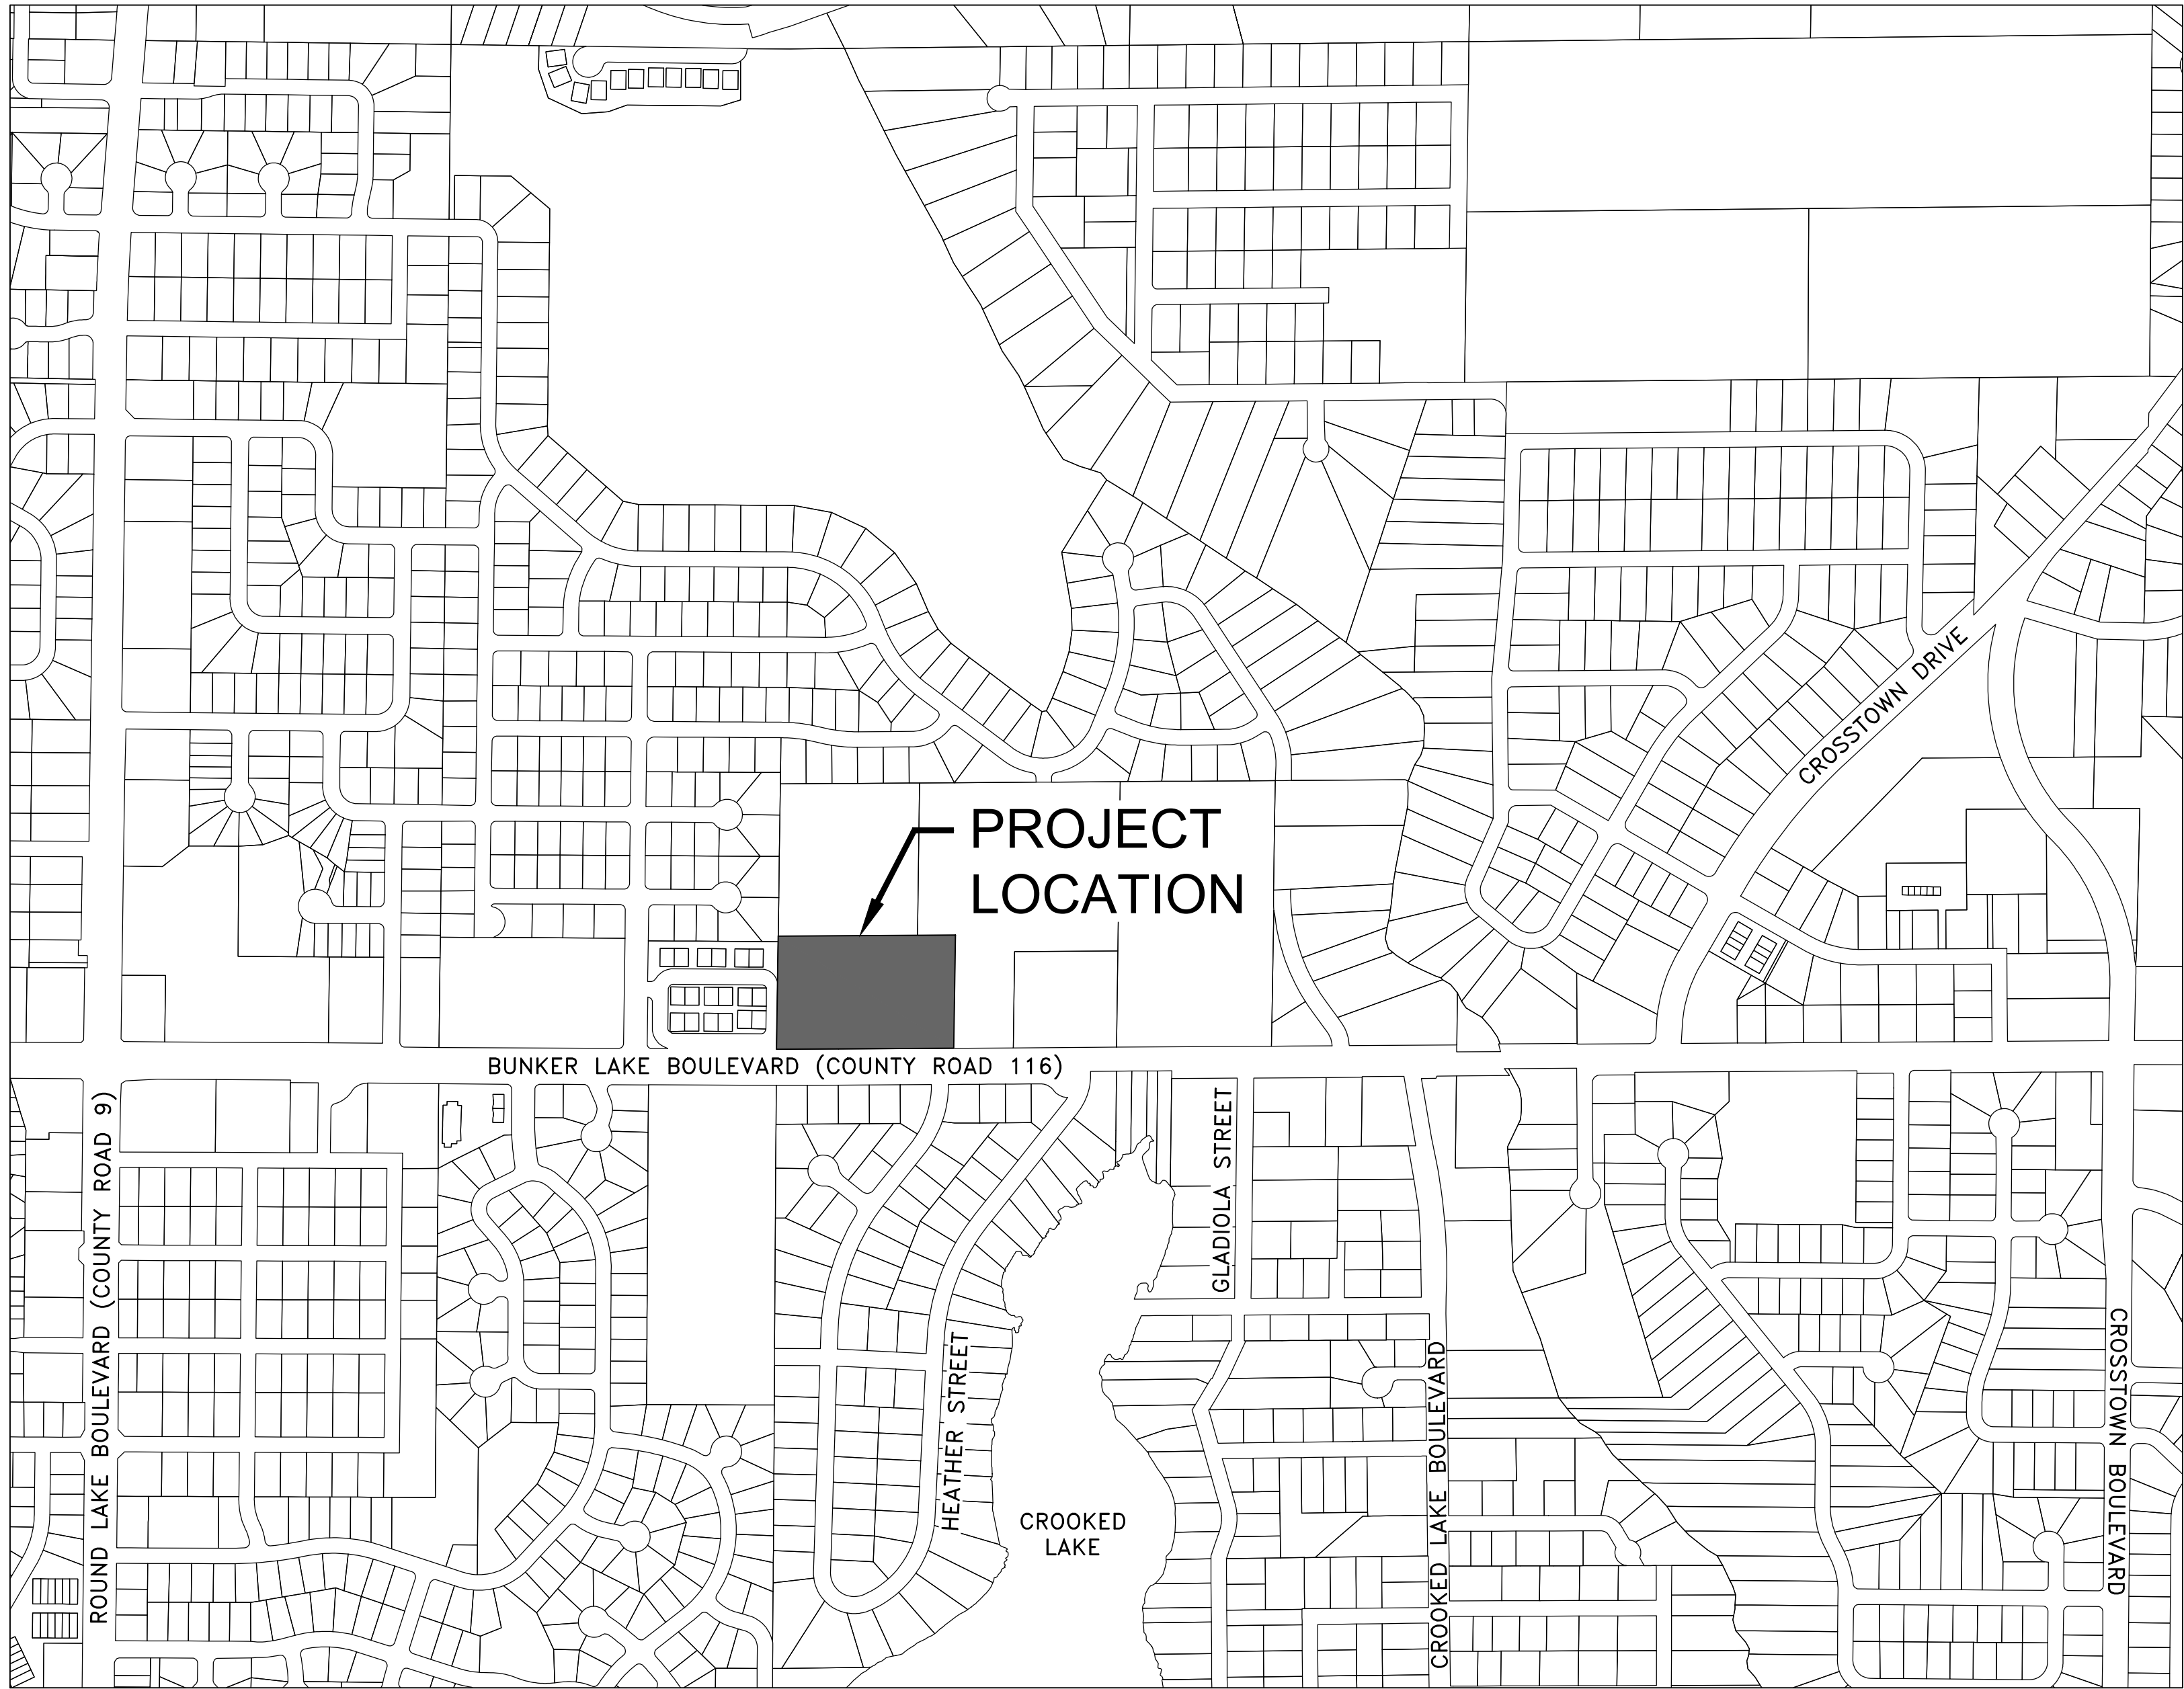 CROSSTOWN DRIVE
PROJECT
LOCATION
BUNKER LAKE BOULEVARD (COUNTY ROAD 116)
ROUND LAKE BOULEVARD (COUNTY ROAD 9)
GLADIOLA STREET
HEATHER STREET
CROOKED
LAKE
CROOKED LAKE BOULEVARD
CROSSTOWN BOULEVARD